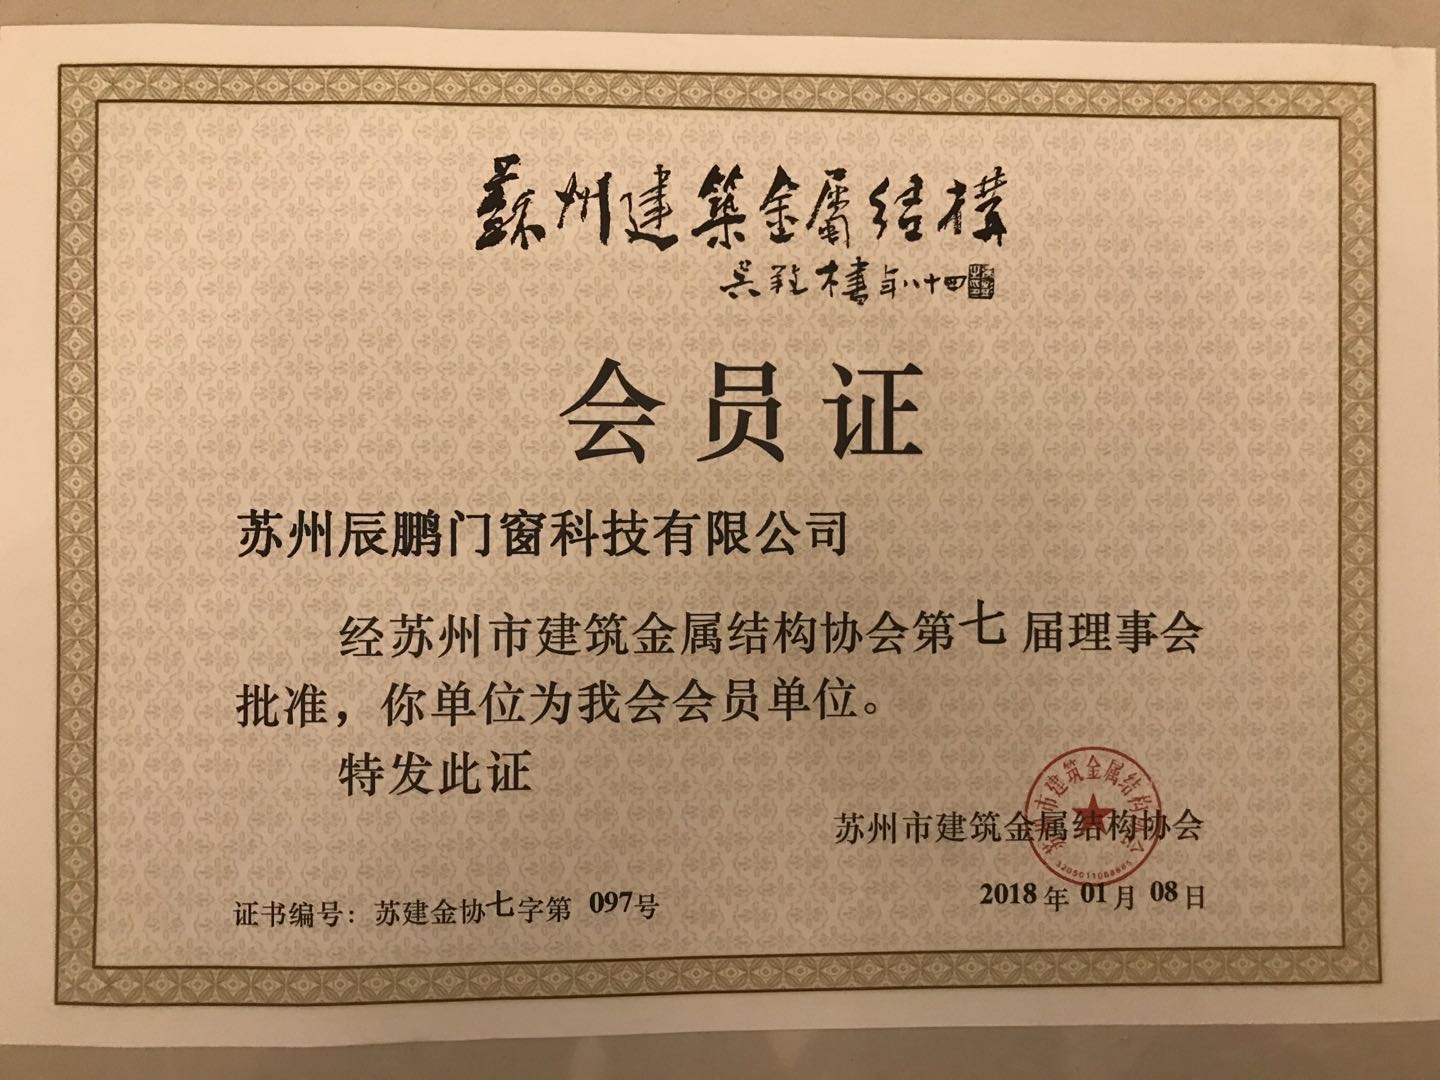 蘇州建築金屬結構
会员证
苏州辰鹏门窗科技有限公司
经苏州市建筑金属结构协会第七届理事会
批准，你单位为我会会员单位。
特发此证
苏州市建筑金属结构协会
证书编号：苏建金协七字第 097号
2018年01月08日